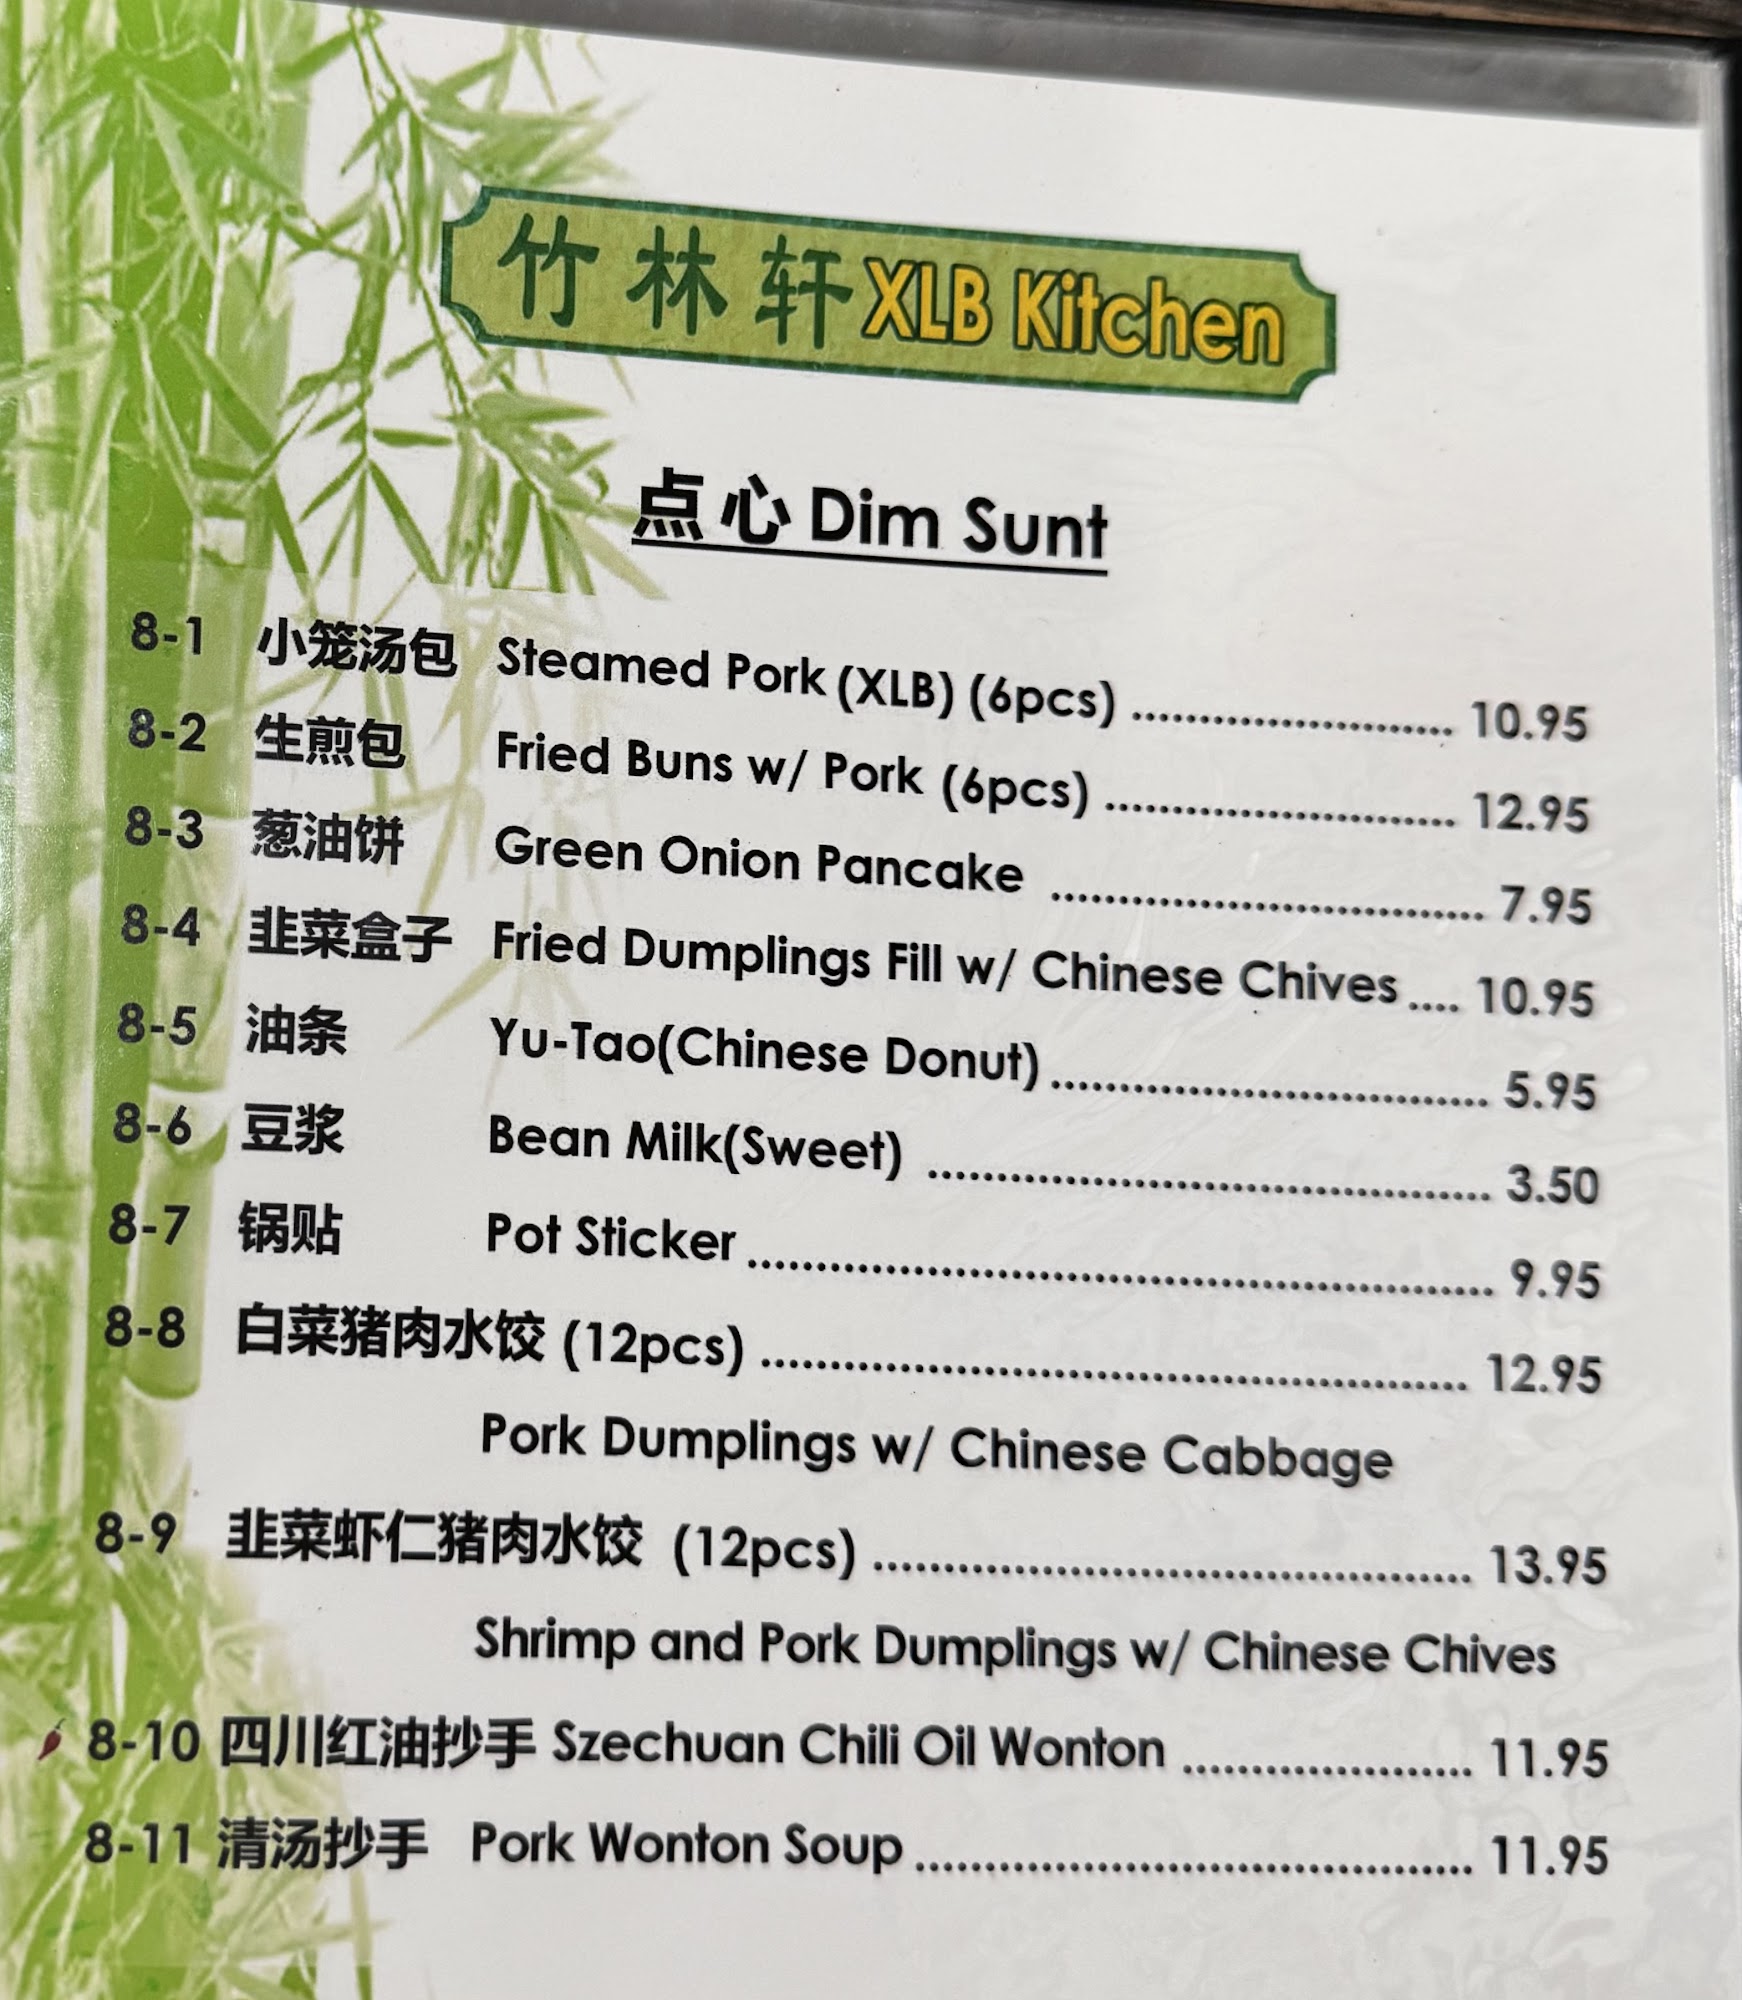 竹林轩 XLB Kitchen
点心 Dim Sunt
8-1 小笼汤包 Steamed Pork (XLB) (6pcs) ........................ 10.95
8-2 生煎包 Fried Buns w/ Pork (6pcs) .......................... 12.95
8-3 葱油饼 Green Onion Pancake ................................ 7.95
8-4 韭菜盒子 Fried Dumplings Fill w/ Chinese Chives .... 10.95
8-5 油条 Yu-Tao(Chinese Donut) ................................ 5.95
8-6 豆浆 Bean Milk(Sweet) .......................................... 3.50
8-7 锅贴 Pot Sticker ....................................................... 9.95
8-8 白菜猪肉水饺 (12pcs) .................................................... 12.95
Pork Dumplings w/ Chinese Cabbage
8-9 韭菜虾仁猪肉水饺 (12pcs) ............................................ 13.95
Shrimp and Pork Dumplings w/ Chinese Chives
8-10 四川红油抄手 Szechuan Chili Oil Wonton ..................... 11.95
8-11 清汤抄手 Pork Wonton Soup ......................................... 11.95